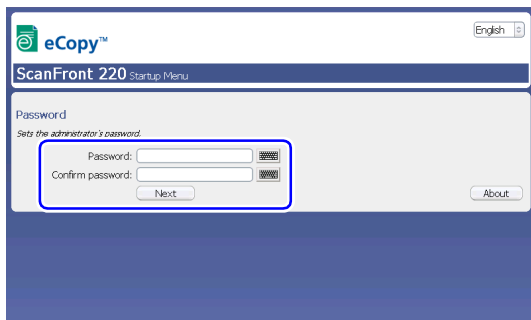 English
eCopy™
ScanFront 220 Startup Menu
Password
Sets the administrator's password.
Password:
Confirm password:
Next
About